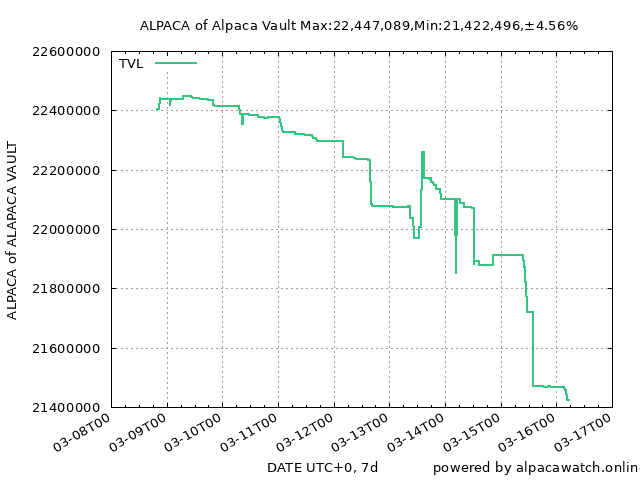 ALPACA of Alpaca Vault Max:22,447,089,Min:21,422,496,±4.56%
TVL
22600000
22400000
22200000
22000000
21800000
21600000
21400000
ALPACA of ALAPACA VAULT
03-08T00
03-09T00
03-10T00
03-11T00
03-12T00
03-13T00
03-14T00
03-15T00
03-16T00
03-17T00
DATE UTC+0, 7d
powered by alpacawatch.online